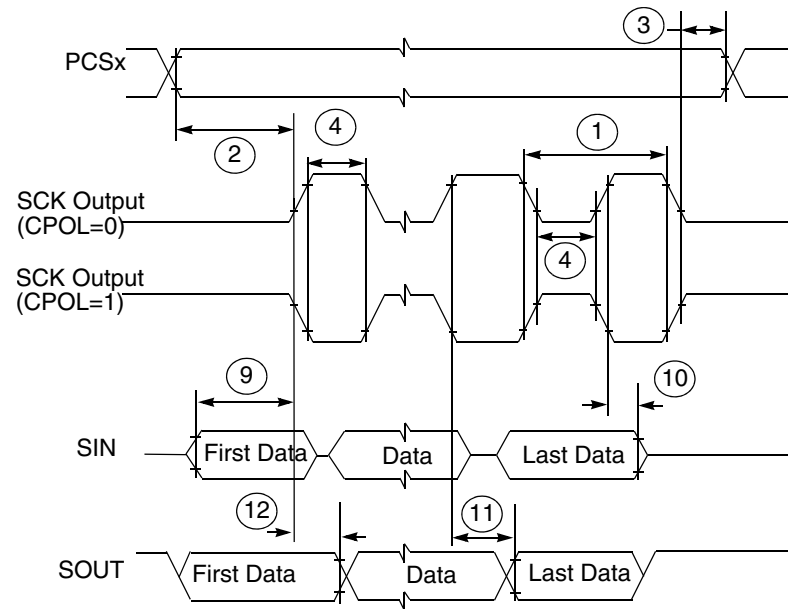 3
PCSx
2
4
1
SCK Output
(CPOL=0)
4
SCK Output
(CPOL=1)
9
10
SIN
First Data
Data
Last Data
12
11
SOUT
First Data
Data
Last Data